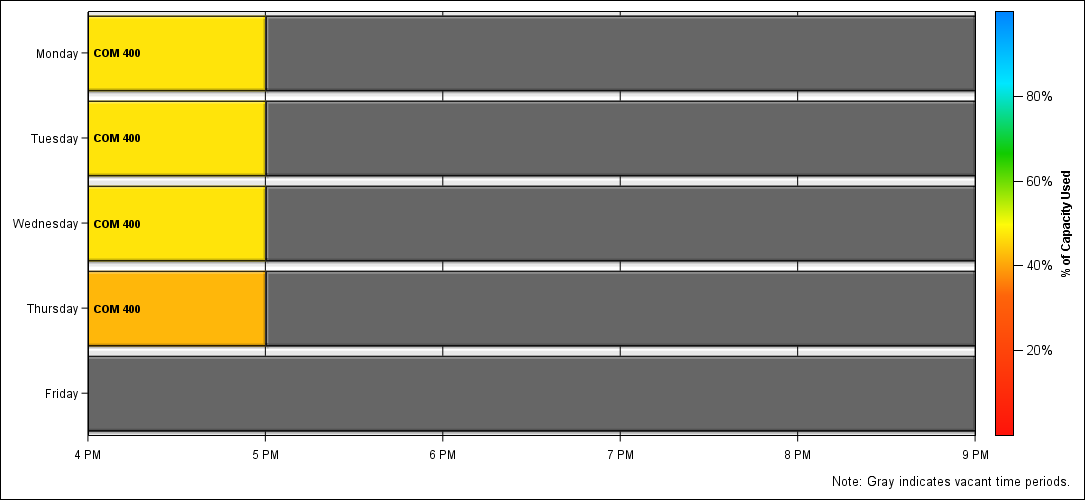 Monday
COM 400
Tuesday
COM 400
Wednesday
COM 400
Thursday
COM 400
Friday
4 PM
5 PM
6 PM
7 PM
8 PM
9 PM
80%
60%
40%
20%
% of Capacity Used
Note: Gray indicates vacant time periods.